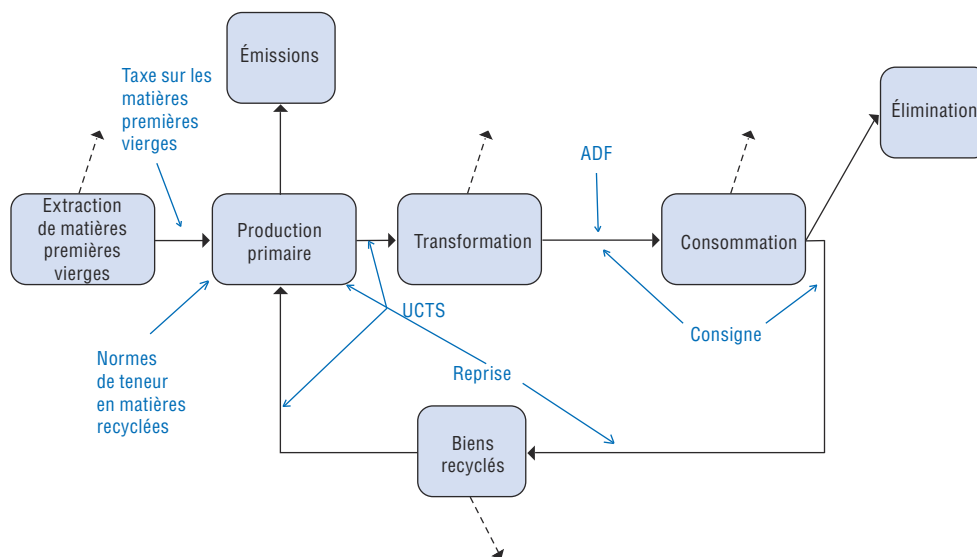 Émissions
Taxe sur les
matières
premières
vierges
Élimination
ADF
Extraction
de matières
premières
vierges
Production
primaire
Transformation
Consommation
UCTS
Consigne
Normes
de teneur
en matières
recyclées
Reprise
Biens
recyclés